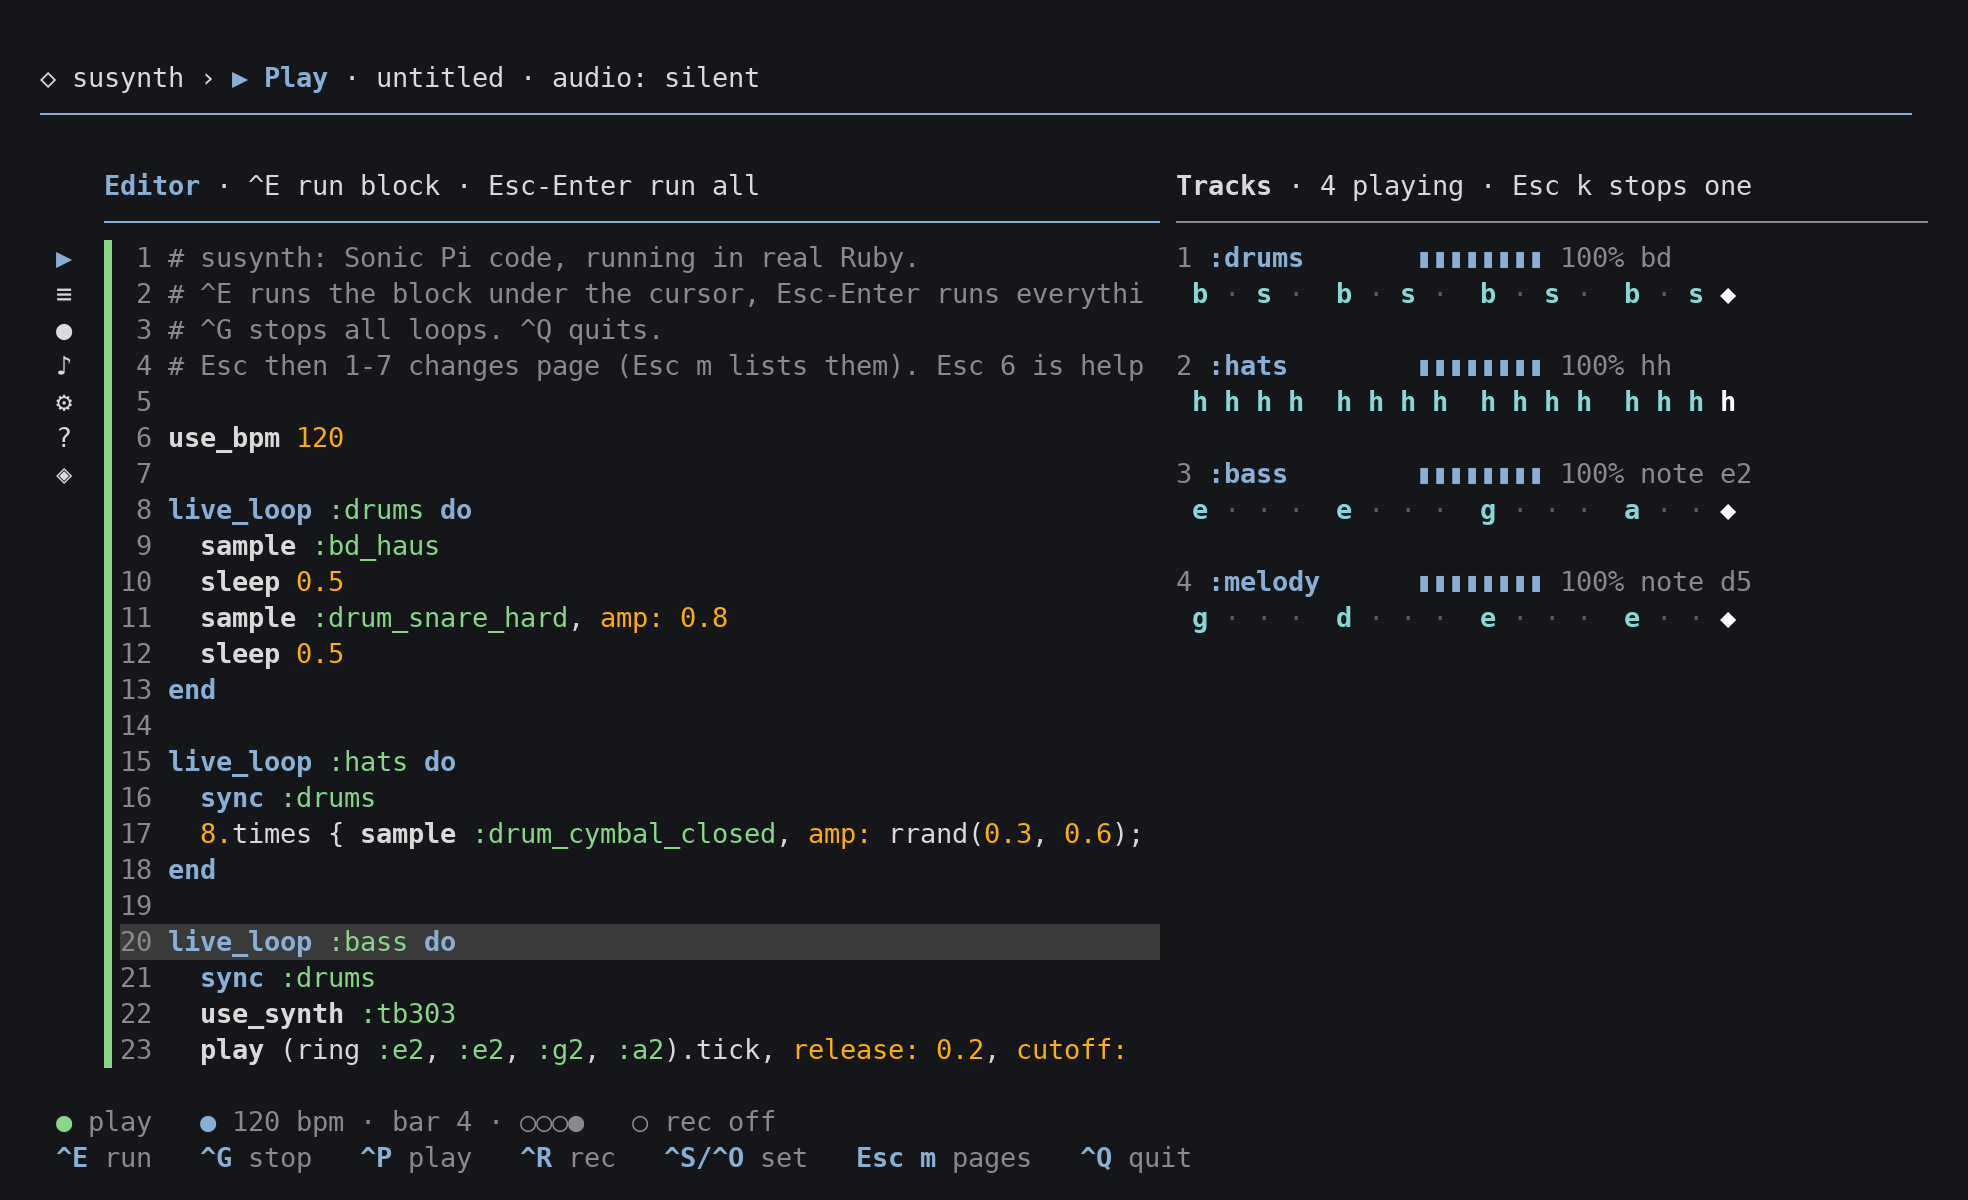 ◇ susynth › ▶ Play · untitled · audio: silent
Editor · ^E run block · Esc-Enter run all
1 # susynth: Sonic Pi code, running in real Ruby.
2 # ^E runs the block under the cursor, Esc-Enter runs everythi
3 # ^G stops all loops. ^Q quits.
4 # Esc then 1-7 changes page (Esc m lists them). Esc 6 is help
5
6 use_bpm 120
7
8 live_loop :drums do
9   sample :bd_haus
10   sleep 0.5
11   sample :drum_snare_hard, amp: 0.8
12   sleep 0.5
13 end
14
15 live_loop :hats do
16   sync :drums
17   8.times { sample :drum_cymbal_closed, amp: rrand(0.3, 0.6);
18 end
19
20 live_loop :bass do
21   sync :drums
22   use_synth :tb303
23   play (ring :e2, :e2, :g2, :a2).tick, release: 0.2, cutoff:
Tracks · 4 playing · Esc k stops one
1 :drums ▮▮▮▮▮▮▮▮ 100% bd
b · s ·  b · s ·  b · s ·  b · s ◆
2 :hats ▮▮▮▮▮▮▮▮ 100% hh
h h h h  h h h h  h h h h  h h h h
3 :bass ▮▮▮▮▮▮▮▮ 100% note e2
e · · ·  e · · ·  g · · ·  a · · ◆
4 :melody ▮▮▮▮▮▮▮▮ 100% note d5
g · · ·  d · · ·  e · · ·  e · · ◆
● play   ● 120 bpm · bar 4 · ○○○●   ○ rec off
^E run   ^G stop   ^P play   ^R rec   ^S/^O set   Esc m pages   ^Q quit